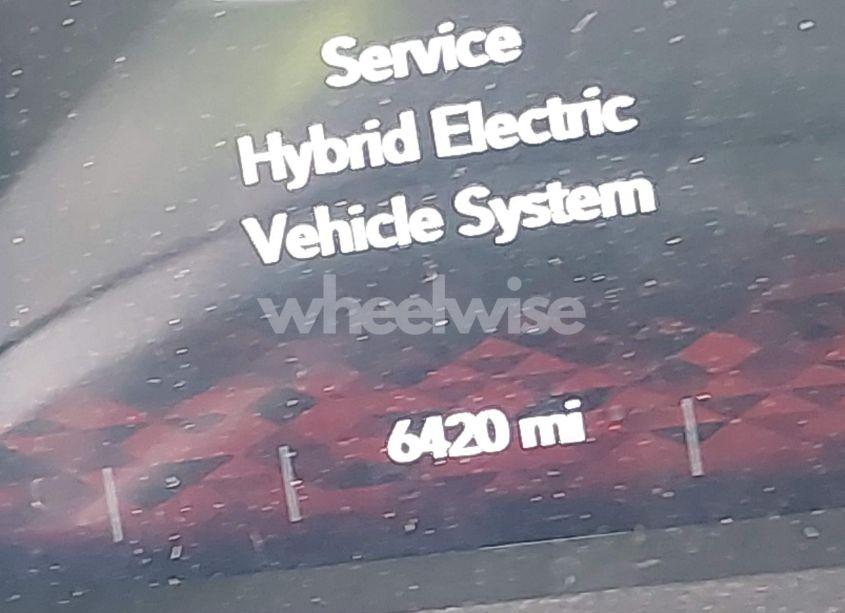 Service
Hybrid Electric
Vehicle System
wheelwise
6420 mi